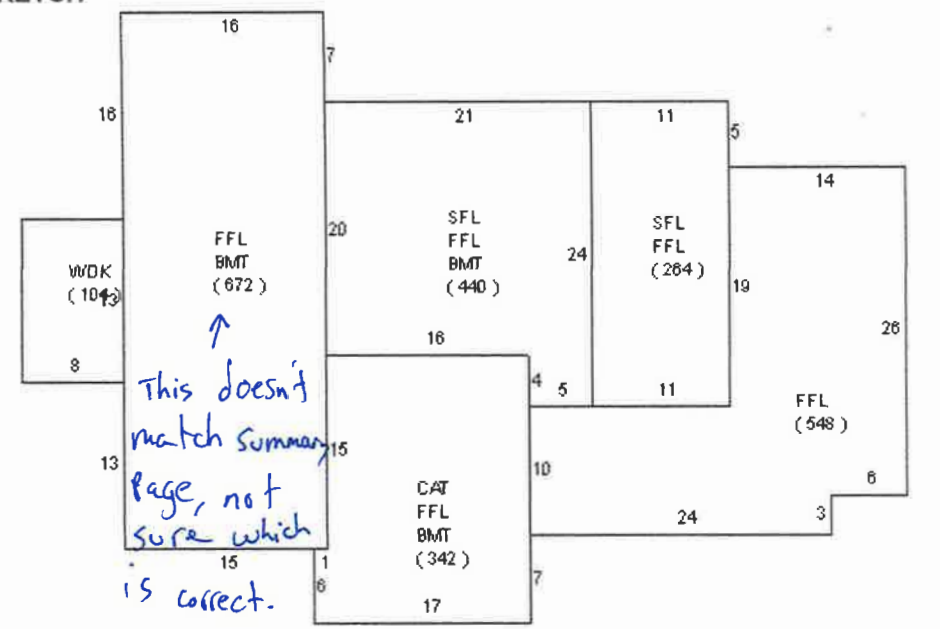 16
7
16
21
11
5
14
20
SFL
FFL
BMT
(440)
24
SFL
FFL
(264)
19
26
FFL
BMT
(672)
WDK
(104)
13
8
16
4
5
11
This doesn't
match summary
Page, not
sure which
is correct.
13
15
15
1
6
CAT
FFL
BMT
(342)
10
7
17
FFL
(548)
6
3
24